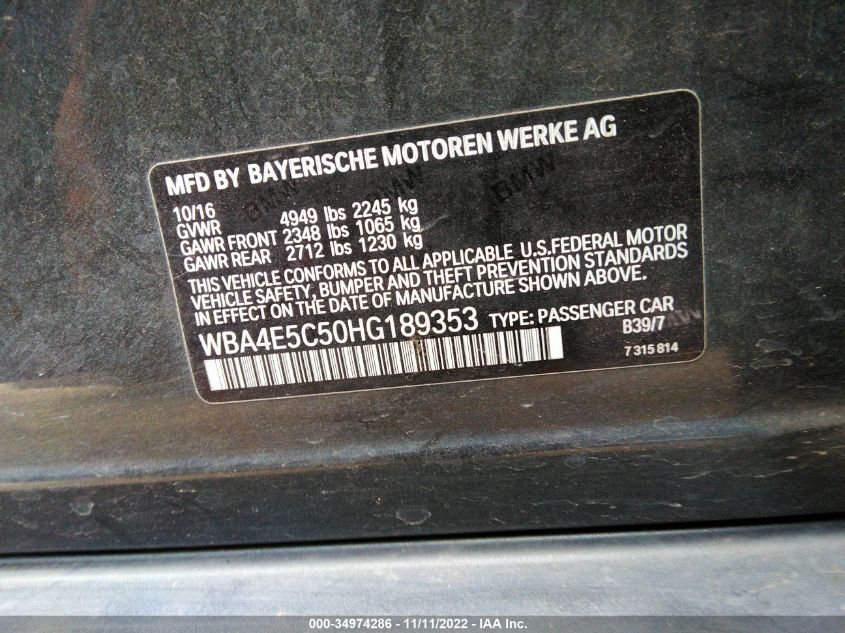 MFD BY BAYERISCHE MOTOREN WERKE AG
10/16
GVWR 4949 lbs 2245 kg
GAWR FRONT 2348 lbs 1065 kg
GAWR REAR 2712 lbs 1230 kg
THIS VEHICLE CONFORMS TO ALL APPLICABLE U.S.FEDERAL MOTOR
VEHICLE SAFETY, BUMPER AND THEFT PREVENTION STANDARDS
IN EFFECT ON THE DATE OF MANUFACTURE SHOWN ABOVE.
WBA4E5C50HG189353 TYPE: PASSENGER CAR
B39/7
7 315 814
BMW BMW BMW
000-34974286 - 11/11/2022 - IAA Inc.